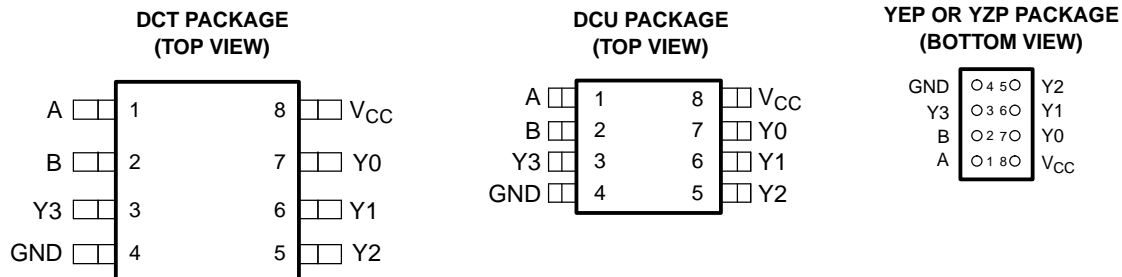 DCT PACKAGE
(TOP VIEW)
A 1 8 VCC
B 2 7 Y0
Y3 3 6 Y1
GND 4 5 Y2
DCU PACKAGE
(TOP VIEW)
A 1 8 VCC
B 2 7 Y0
Y3 3 6 Y1
GND 4 5 Y2
YEP OR YZP PACKAGE
(BOTTOM VIEW)
GND 4 5 Y2
Y3 3 6 Y1
B 2 7 Y0
A 1 8 VCC